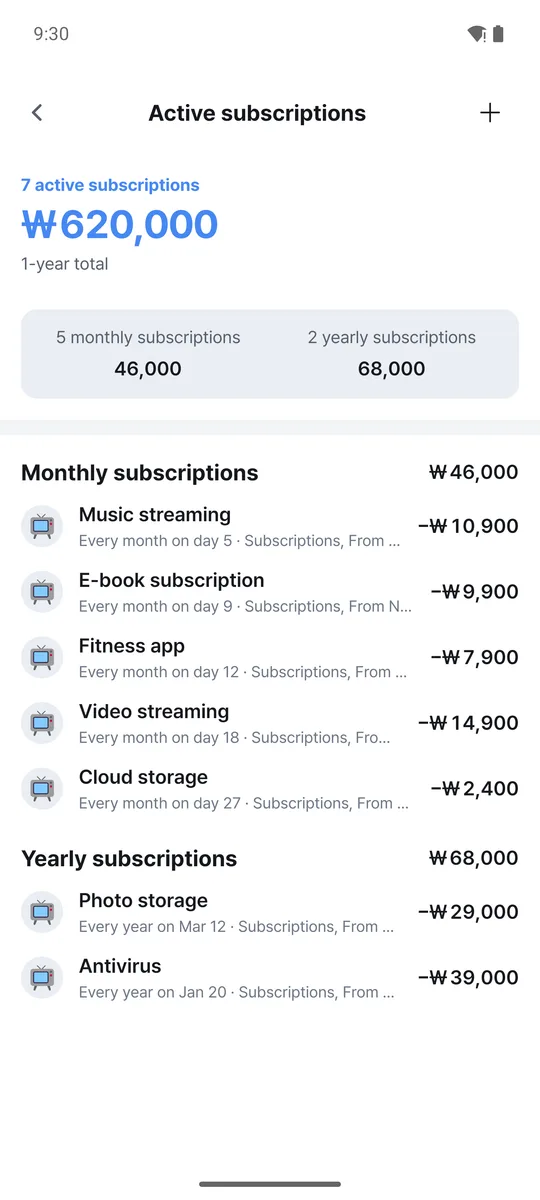 9:30
Active subscriptions
7 active subscriptions
₩620,000
1-year total
5 monthly subscriptions
46,000
2 yearly subscriptions
68,000
Monthly subscriptions
₩46,000
Music streaming
Every month on day 5 · Subscriptions, From ...
−₩10,900
E-book subscription
Every month on day 9 · Subscriptions, From N...
−₩9,900
Fitness app
Every month on day 12 · Subscriptions, From ...
−₩7,900
Video streaming
Every month on day 18 · Subscriptions, Fro...
−₩14,900
Cloud storage
Every month on day 27 · Subscriptions, From ...
−₩2,400
Yearly subscriptions
₩68,000
Photo storage
Every year on Mar 12 · Subscriptions, From ...
−₩29,000
Antivirus
Every year on Jan 20 · Subscriptions, From ...
−₩39,000